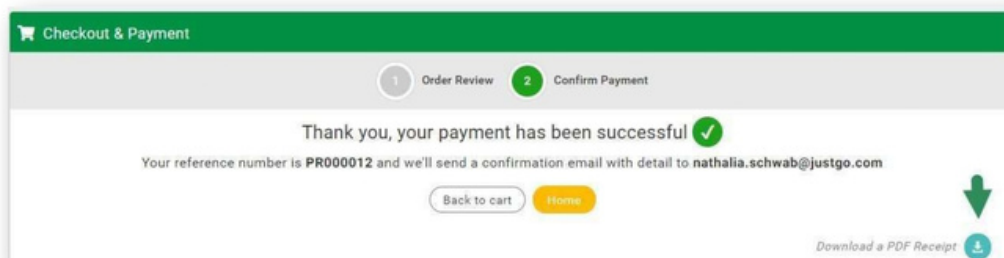 Checkout & Payment
1 Order Review 2 Confirm Payment
Thank you, your payment has been successful
Your reference number is PR000012 and we'll send a confirmation email with detail to nathalia.schwab@justgo.com
Back to cart Home
Download a PDF Receipt